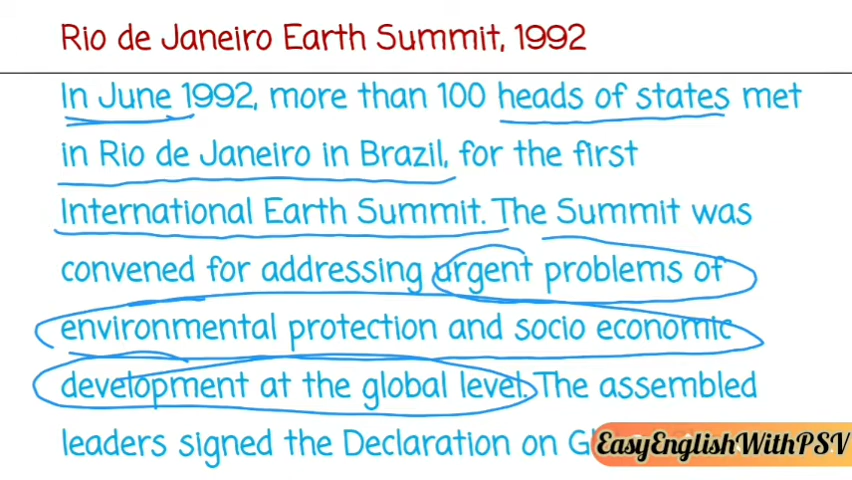 Rio de Janeiro Earth Summit, 1992
In June 1992, more than 100 heads of states met
in Rio de Janeiro in Brazil, for the first
International Earth Summit. The Summit was
convened for addressing urgent problems of
environmental protection and socio economic
development at the global level. The assembled
leaders signed the Declaration on
EasyEnglishWithPSV